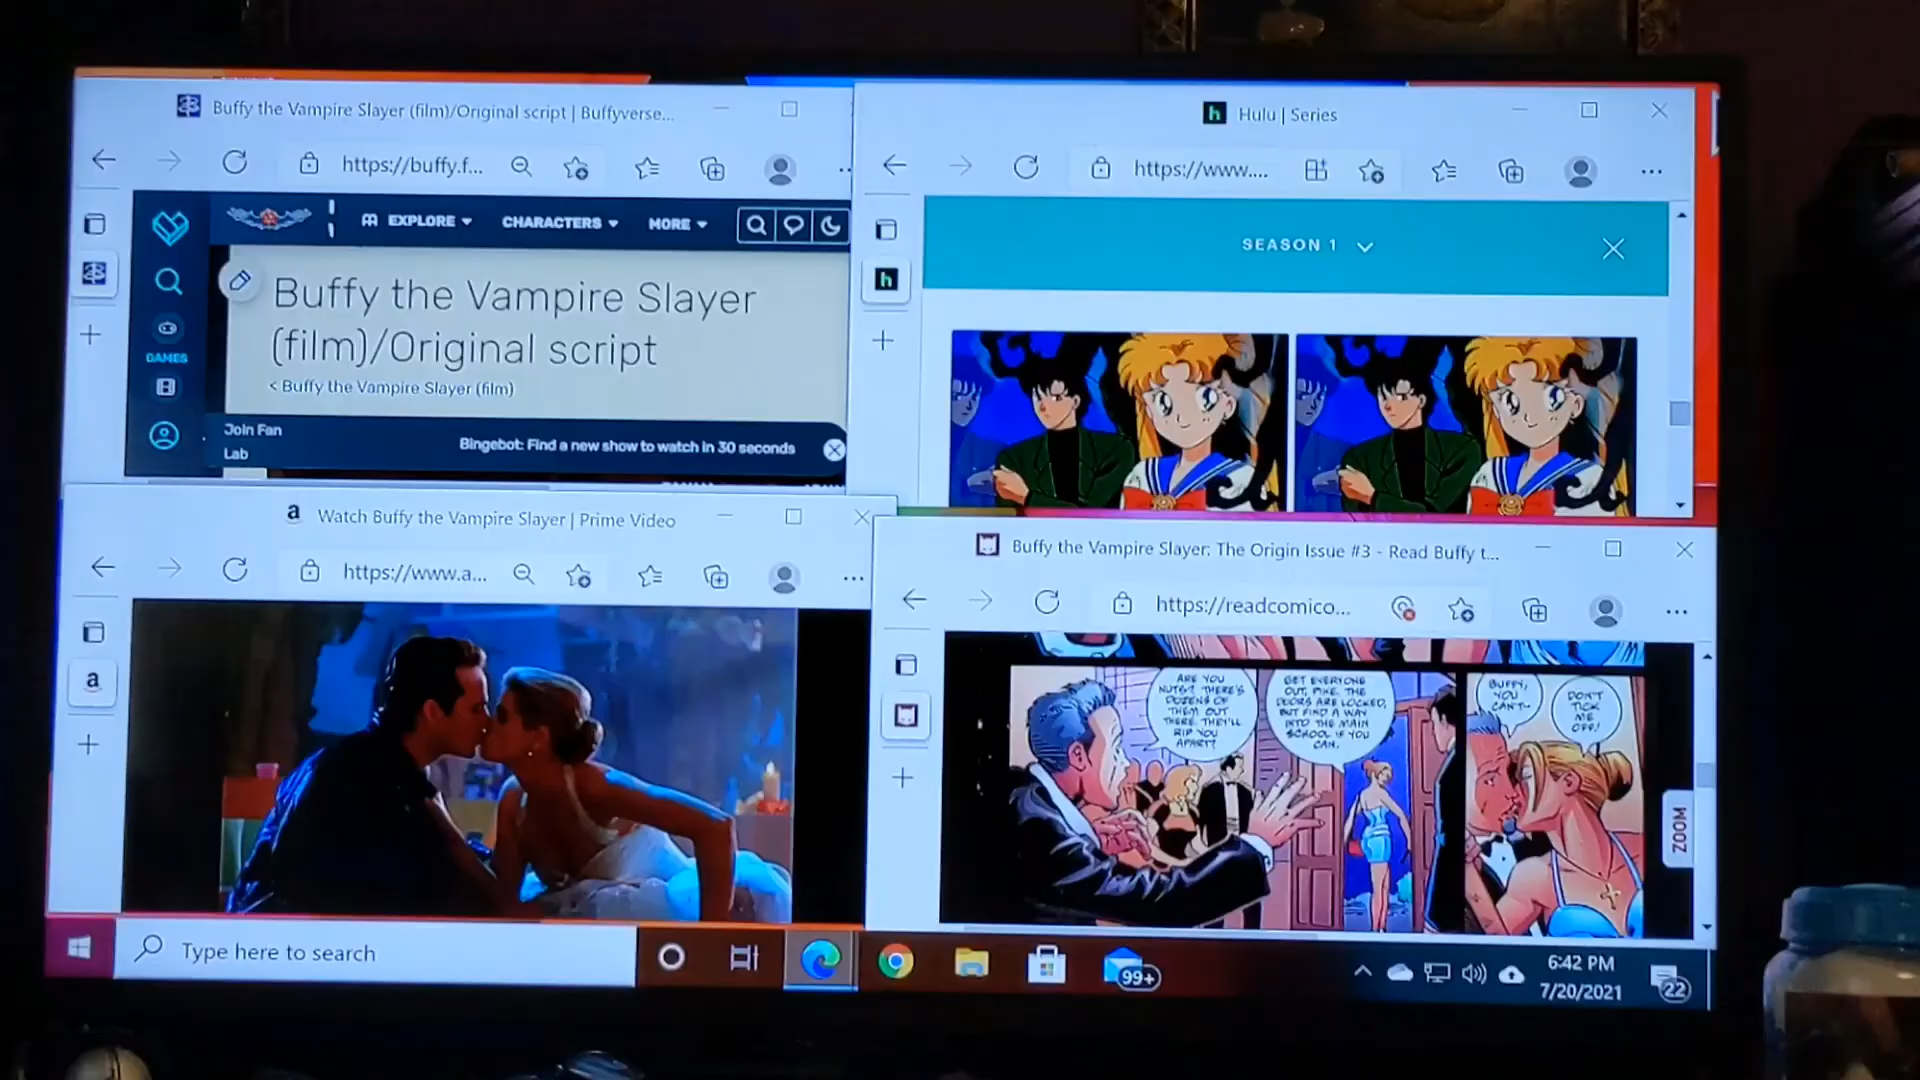 Buffy the Vampire Slayer (film)/Original script | Buffyverse...
https://buffy.f...
EXPLORE
CHARACTERS
MORE
GAMES
Buffy the Vampire Slayer
(film)/Original script
< Buffy the Vampire Slayer (film)
Join Fan
Lab
Bingebot: Find a new show to watch in 30 seconds
h
Hulu | Series
https://www....
h
SEASON 1
a
Watch Buffy the Vampire Slayer | Prime Video
https://www.a...
a
Buffy the Vampire Slayer: The Origin Issue #3 - Read Buffy t...
https://readcomico...
ARE YOU
NUTS? THERE'S
DOZENS OF
THEM OUT
THERE. THEY'LL
RIP YOU
APART!
GET EVERYONE
OUT, PIKE. THE
DOORS ARE LOCKED,
BUT FIND A WAY
INTO THE MAIN
SCHOOL IF YOU
CAN.
BUFFY,
YOU
CAN'T--
DON'T
TICK
ME
OFF!
ZOOM
Type here to search
99+
6:42 PM
7/20/2021
22